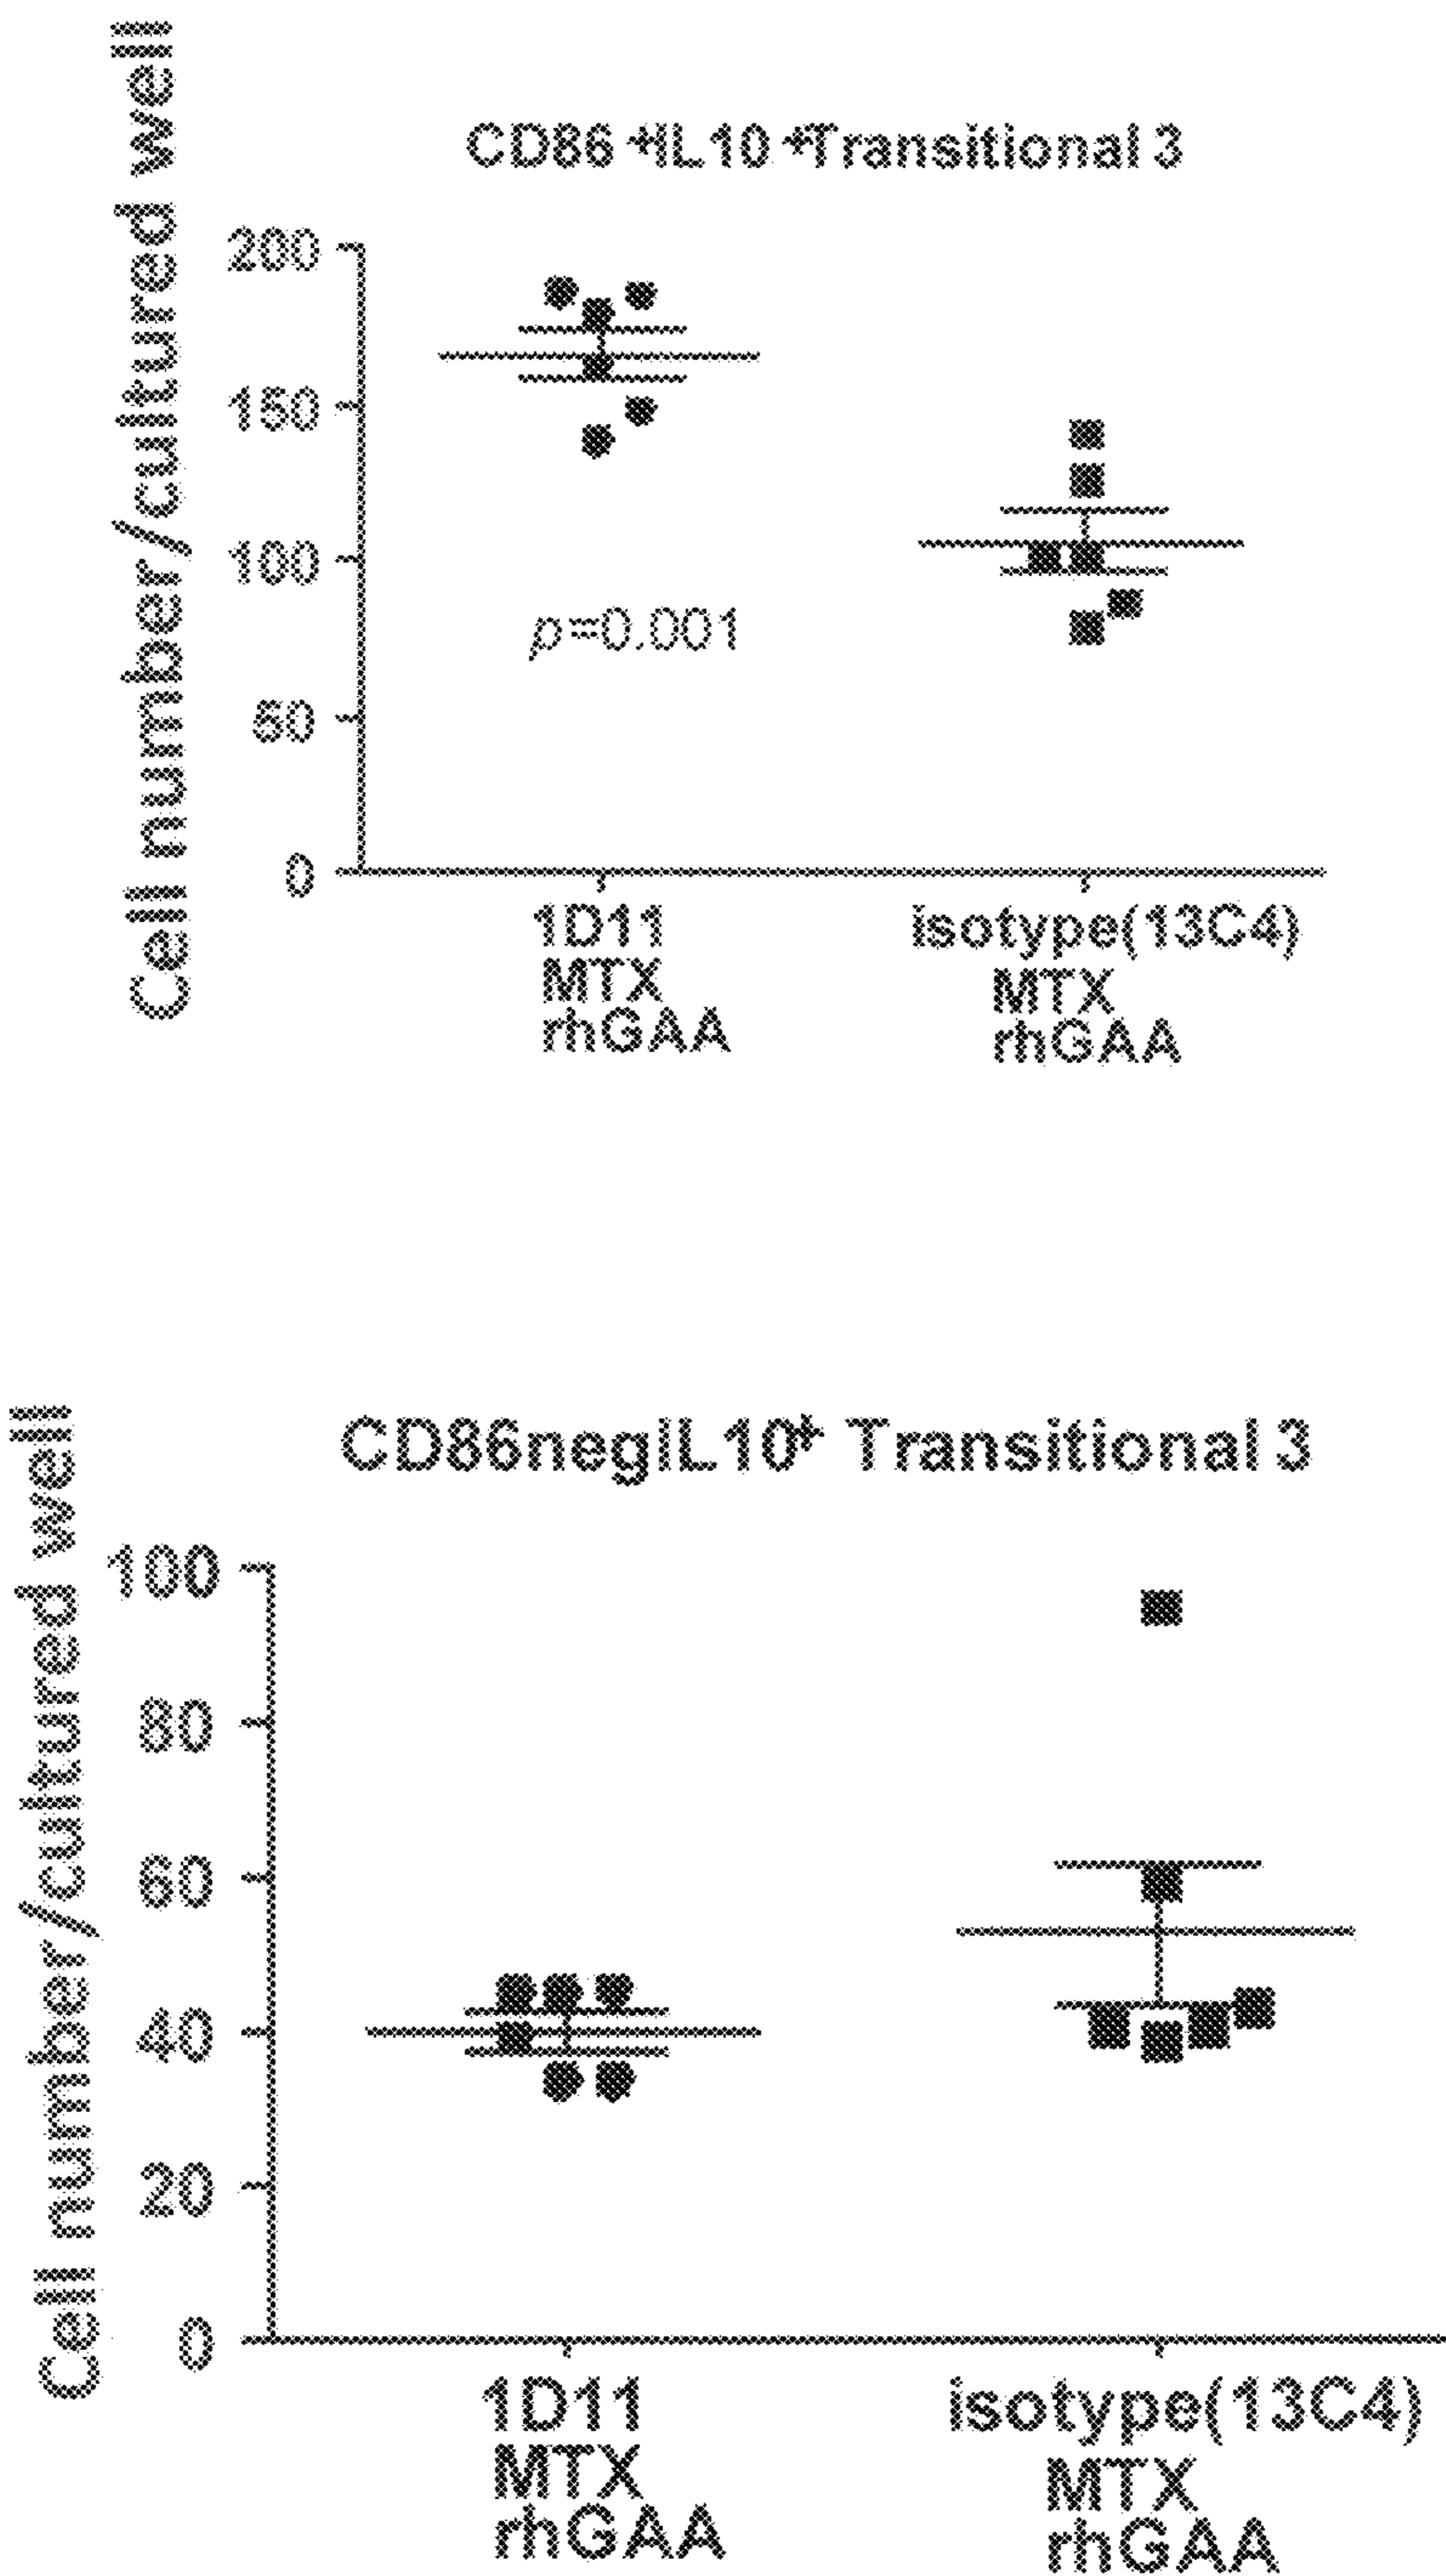 CD86+IL10+Transitional 3
Cell number/cultured well
200
150
100
50
0
p=0.001
1D11
MTX
rhGAA
isotype(13C4)
MTX
rhGAA
CD86negIL10+ Transitional 3
Cell number/cultured well
100
80
60
40
20
0
1D11
MTX
rhGAA
isotype(13C4)
MTX
rhGAA